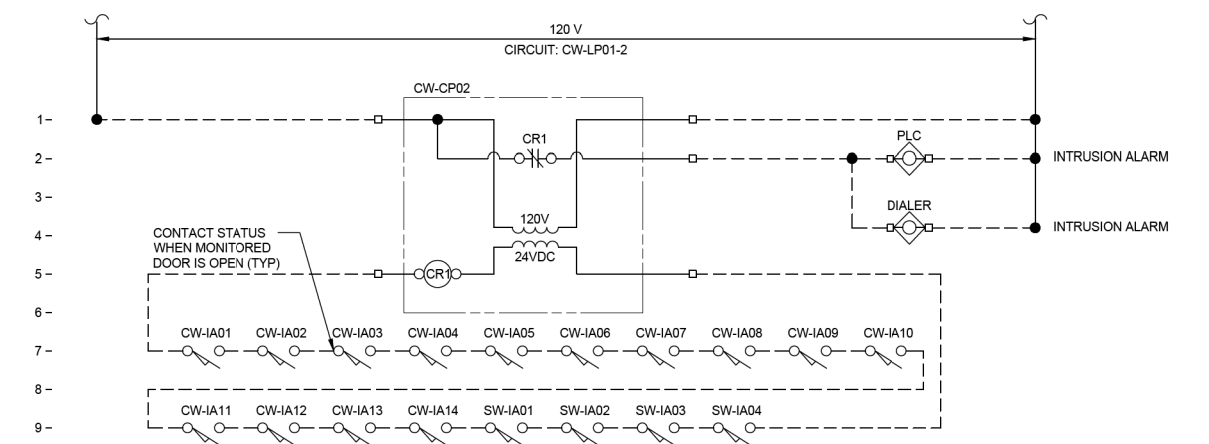 120 V
CIRCUIT: CW-LP01-2
CW-CP02
1-
CR1
PLC
2-
INTRUSION ALARM
3-
DIALER
120V
4-
INTRUSION ALARM
CONTACT STATUS
WHEN MONITORED
DOOR IS OPEN (TYP)
24VDC
5-
CR1
6-
CW-IA01 CW-IA02 CW-IA03 CW-IA04 CW-IA05 CW-IA06 CW-IA07 CW-IA08 CW-IA09 CW-IA10
7-
8-
CW-IA11 CW-IA12 CW-IA13 CW-IA14 SW-IA01 SW-IA02 SW-IA03 SW-IA04
9-